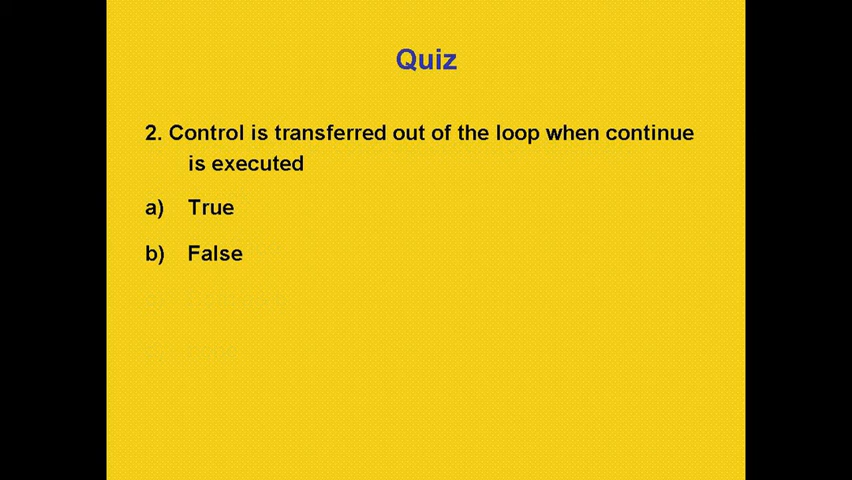 Quiz
2. Control is transferred out of the loop when continue
is executed
a) True
b) False